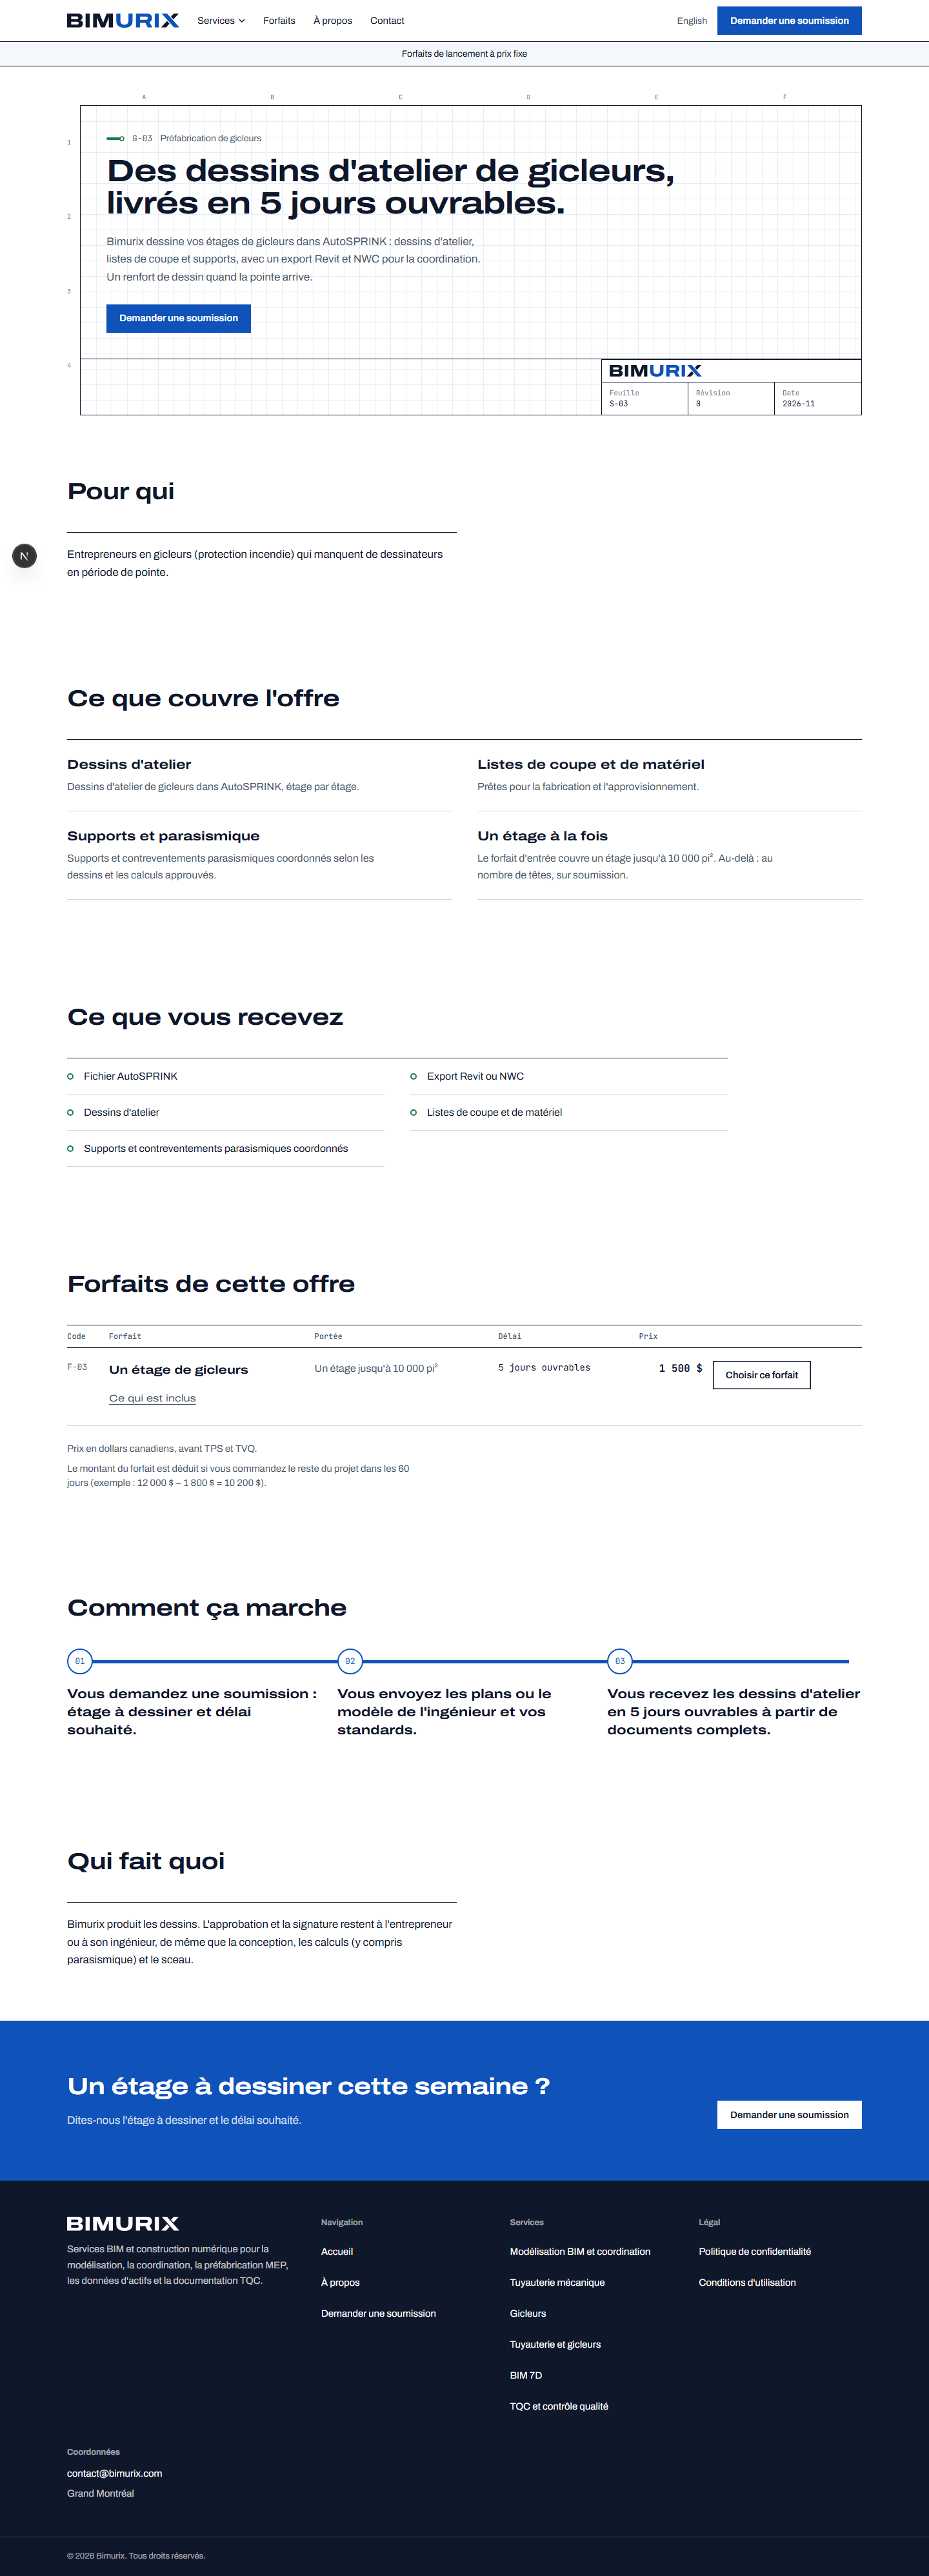 BIMURIX
Services
Forfaits
À propos
Contact
English
Demander une soumission
Forfaits de lancement à prix fixe
A B C D E F
1
G-03 Préfabrication de gicleurs
Des dessins d'atelier de gicleurs,
livrés en 5 jours ouvrables.
2
Bimurix dessine vos étages de gicleurs dans AutoSPRINK : dessins d'atelier,
listes de coupe et supports, avec un export Revit et NWC pour la coordination.
Un renfort de dessin quand la pointe arrive.
3
Demander une soumission
4
BIMURIX
Feuille
S-03
Révision
0
Date
2026-11
Pour qui
N
Entrepreneurs en gicleurs (protection incendie) qui manquent de dessinateurs
en période de pointe.
Ce que couvre l'offre
Dessins d'atelier
Dessins d'atelier de gicleurs dans AutoSPRINK, étage par étage.
Listes de coupe et de matériel
Prêtes pour la fabrication et l'approvisionnement.
Supports et parasismique
Supports et contreventements parasismiques coordonnés selon les
dessins et les calculs approuvés.
Un étage à la fois
Le forfait d'entrée couvre un étage jusqu'à 10 000 pi². Au-delà : au
nombre de têtes, sur soumission.
Ce que vous recevez
Fichier AutoSPRINK
Export Revit ou NWC
Dessins d'atelier
Listes de coupe et de matériel
Supports et contreventements parasismiques coordonnés
Forfaits de cette offre
Code Forfait Portée Délai Prix
F-03 Un étage de gicleurs Un étage jusqu'à 10 000 pi² 5 jours ouvrables 1 500 $ Choisir ce forfait
Ce qui est inclus
Prix en dollars canadiens, avant TPS et TVQ.
Le montant du forfait est déduit si vous commandez le reste du projet dans les 60
jours (exemple : 12 000 $ − 1 800 $ = 10 200 $).
Comment ça marche
01
Vous demandez une soumission :
étage à dessiner et délai
souhaité.
02
Vous envoyez les plans ou le
modèle de l'ingénieur et vos
standards.
03
Vous recevez les dessins d'atelier
en 5 jours ouvrables à partir de
documents complets.
Qui fait quoi
Bimurix produit les dessins. L'approbation et la signature restent à l'entrepreneur
ou à son ingénieur, de même que la conception, les calculs (y compris
parasismique) et le sceau.
Un étage à dessiner cette semaine ?
Dites-nous l'étage à dessiner et le délai souhaité.
Demander une soumission
BIMURIX
Services BIM et construction numérique pour la
modélisation, la coordination, la préfabrication MEP,
les données d'actifs et la documentation TQC.
Navigation
Accueil
À propos
Demander une soumission
Services
Modélisation BIM et coordination
Tuyauterie mécanique
Gicleurs
Tuyauterie et gicleurs
BIM 7D
TQC et contrôle qualité
Légal
Politique de confidentialité
Conditions d'utilisation
Coordonnées
contact@bimurix.com
Grand Montréal
© 2026 Bimurix. Tous droits réservés.